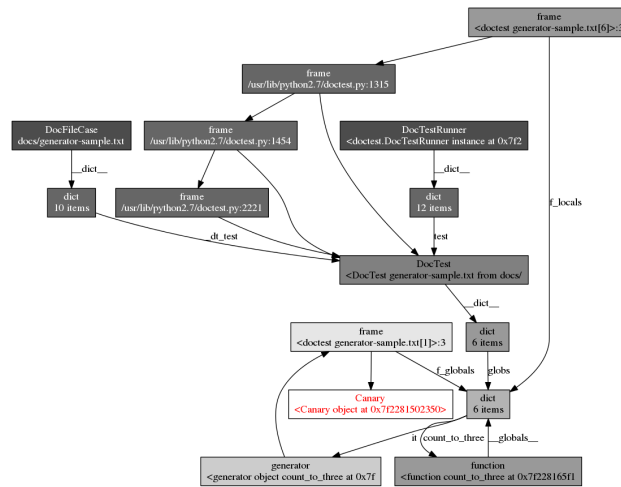 frame
<doctest generator-sample.txt[6]>:3
frame
/usr/lib/python2.7/doctest.py:1315
DocFileCase
docs/generator-sample.txt
frame
/usr/lib/python2.7/doctest.py:1454
DocTestRunner
<doctest.DocTestRunner instance at 0x7f2
__dict__
__dict__
dict
10 items
frame
/usr/lib/python2.7/doctest.py:2221
dict
12 items
f_locals
_dt_test
test
DocTest
<DocTest generator-sample.txt from docs/
__dict__
frame
<doctest generator-sample.txt[1]>:3
dict
6 items
f_globals
globs
Canary
<Canary object at 0x7f2281502350>
dict
6 items
it
count_to_three
__globals__
generator
<generator object count_to_three at 0x7f
function
<function count_to_three at 0x7f228165f1